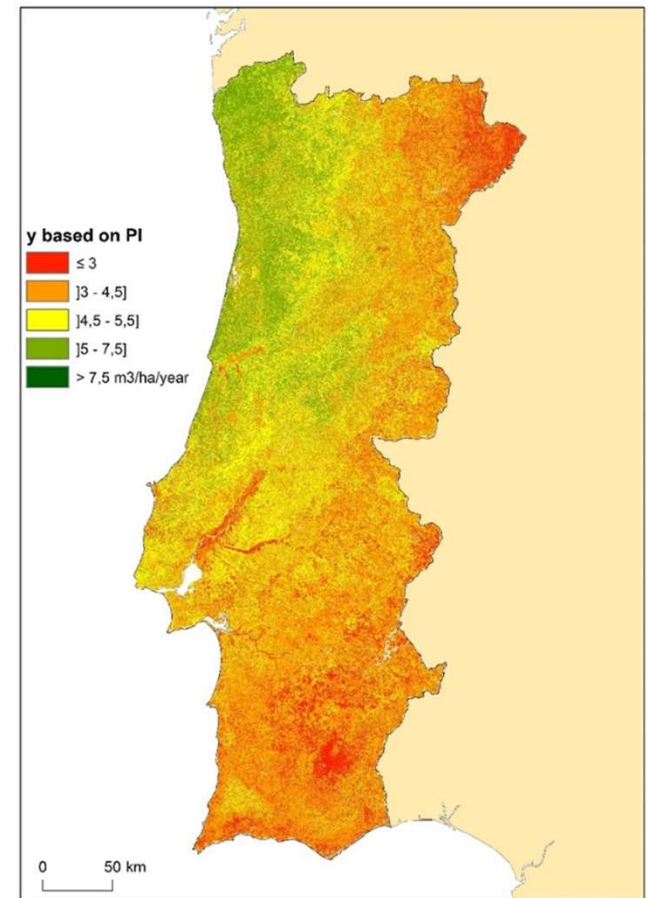 y based on PI
≤ 3
]3 - 4,5]
]4,5 - 5,5]
]5 - 7,5]
> 7,5 m3/ha/year
0 50 km